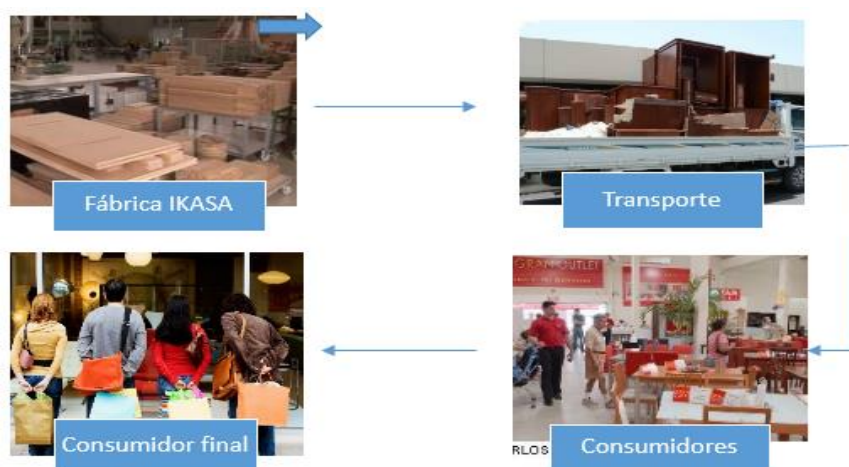 Fábrica IKASA
Transporte
GRAN OUTLET
Consumidor final
Consumidores
RLOS